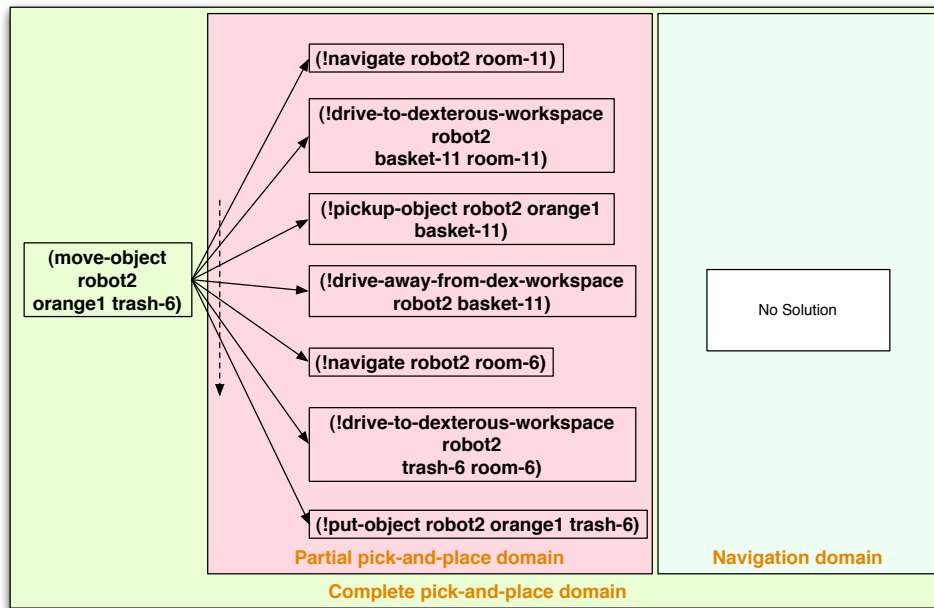 (!navigate robot2 room-11)
(!drive-to-dexterous-workspace
robot2
basket-11 room-11)
(!pickup-object robot2 orange1
basket-11)
(move-object
robot2
orange1 trash-6)
(!drive-away-from-dex-workspace
robot2 basket-11)
(!navigate robot2 room-6)
(!drive-to-dexterous-workspace
robot2
trash-6 room-6)
(!put-object robot2 orange1 trash-6)
Partial pick-and-place domain
No Solution
Navigation domain
Complete pick-and-place domain